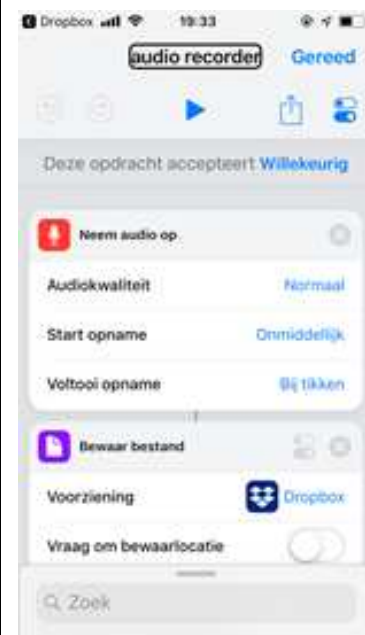 Dropbox 19:33
audio recorder Gereed
Deze opdracht accepteert Willekeurig
Neem audio op
Audiokwaliteit Normaal
Start opname Onmiddellijk
Voltooi opname Bij tikken
Bewaar bestand
Voorziening Dropbox
Vraag om bewaarlocatie
Zoek